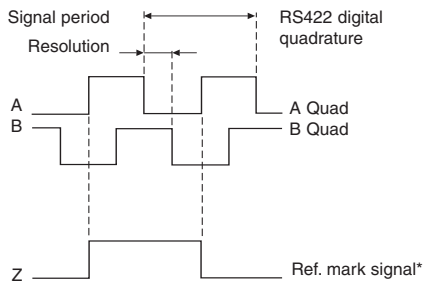 Signal period
RS422 digital
quadrature
Resolution
A
A Quad
B
B Quad
Z
Ref. mark signal*